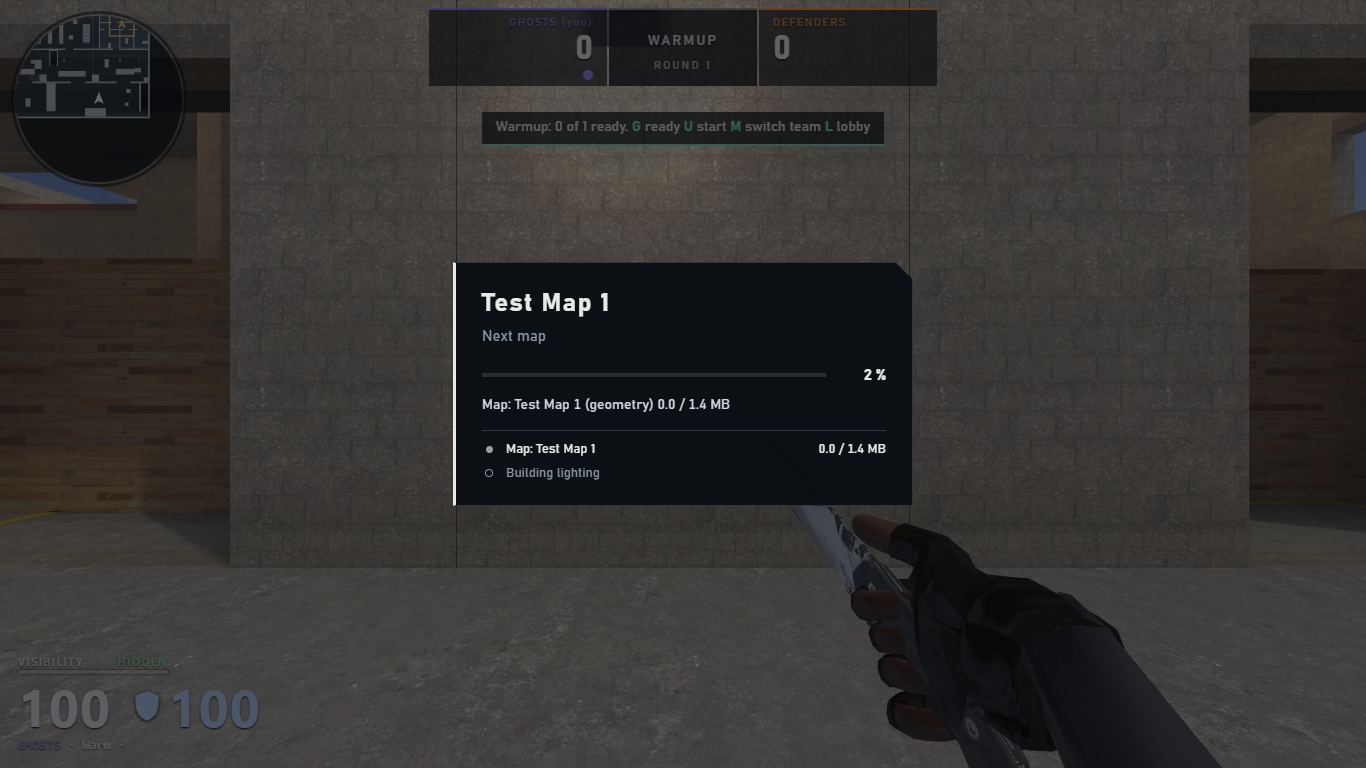 GHOSTS (you)
0
WARMUP
ROUND 1
DEFENDERS
0
Warmup: 0 of 1 ready. G ready U start M switch team L lobby
Test Map 1
Next map
2 %
Map: Test Map 1 (geometry) 0.0 / 1.4 MB
Map: Test Map 1 0.0 / 1.4 MB
Building lighting
VISIBILITY HIDDEN
100 100
GHOSTS · Warm ·
A